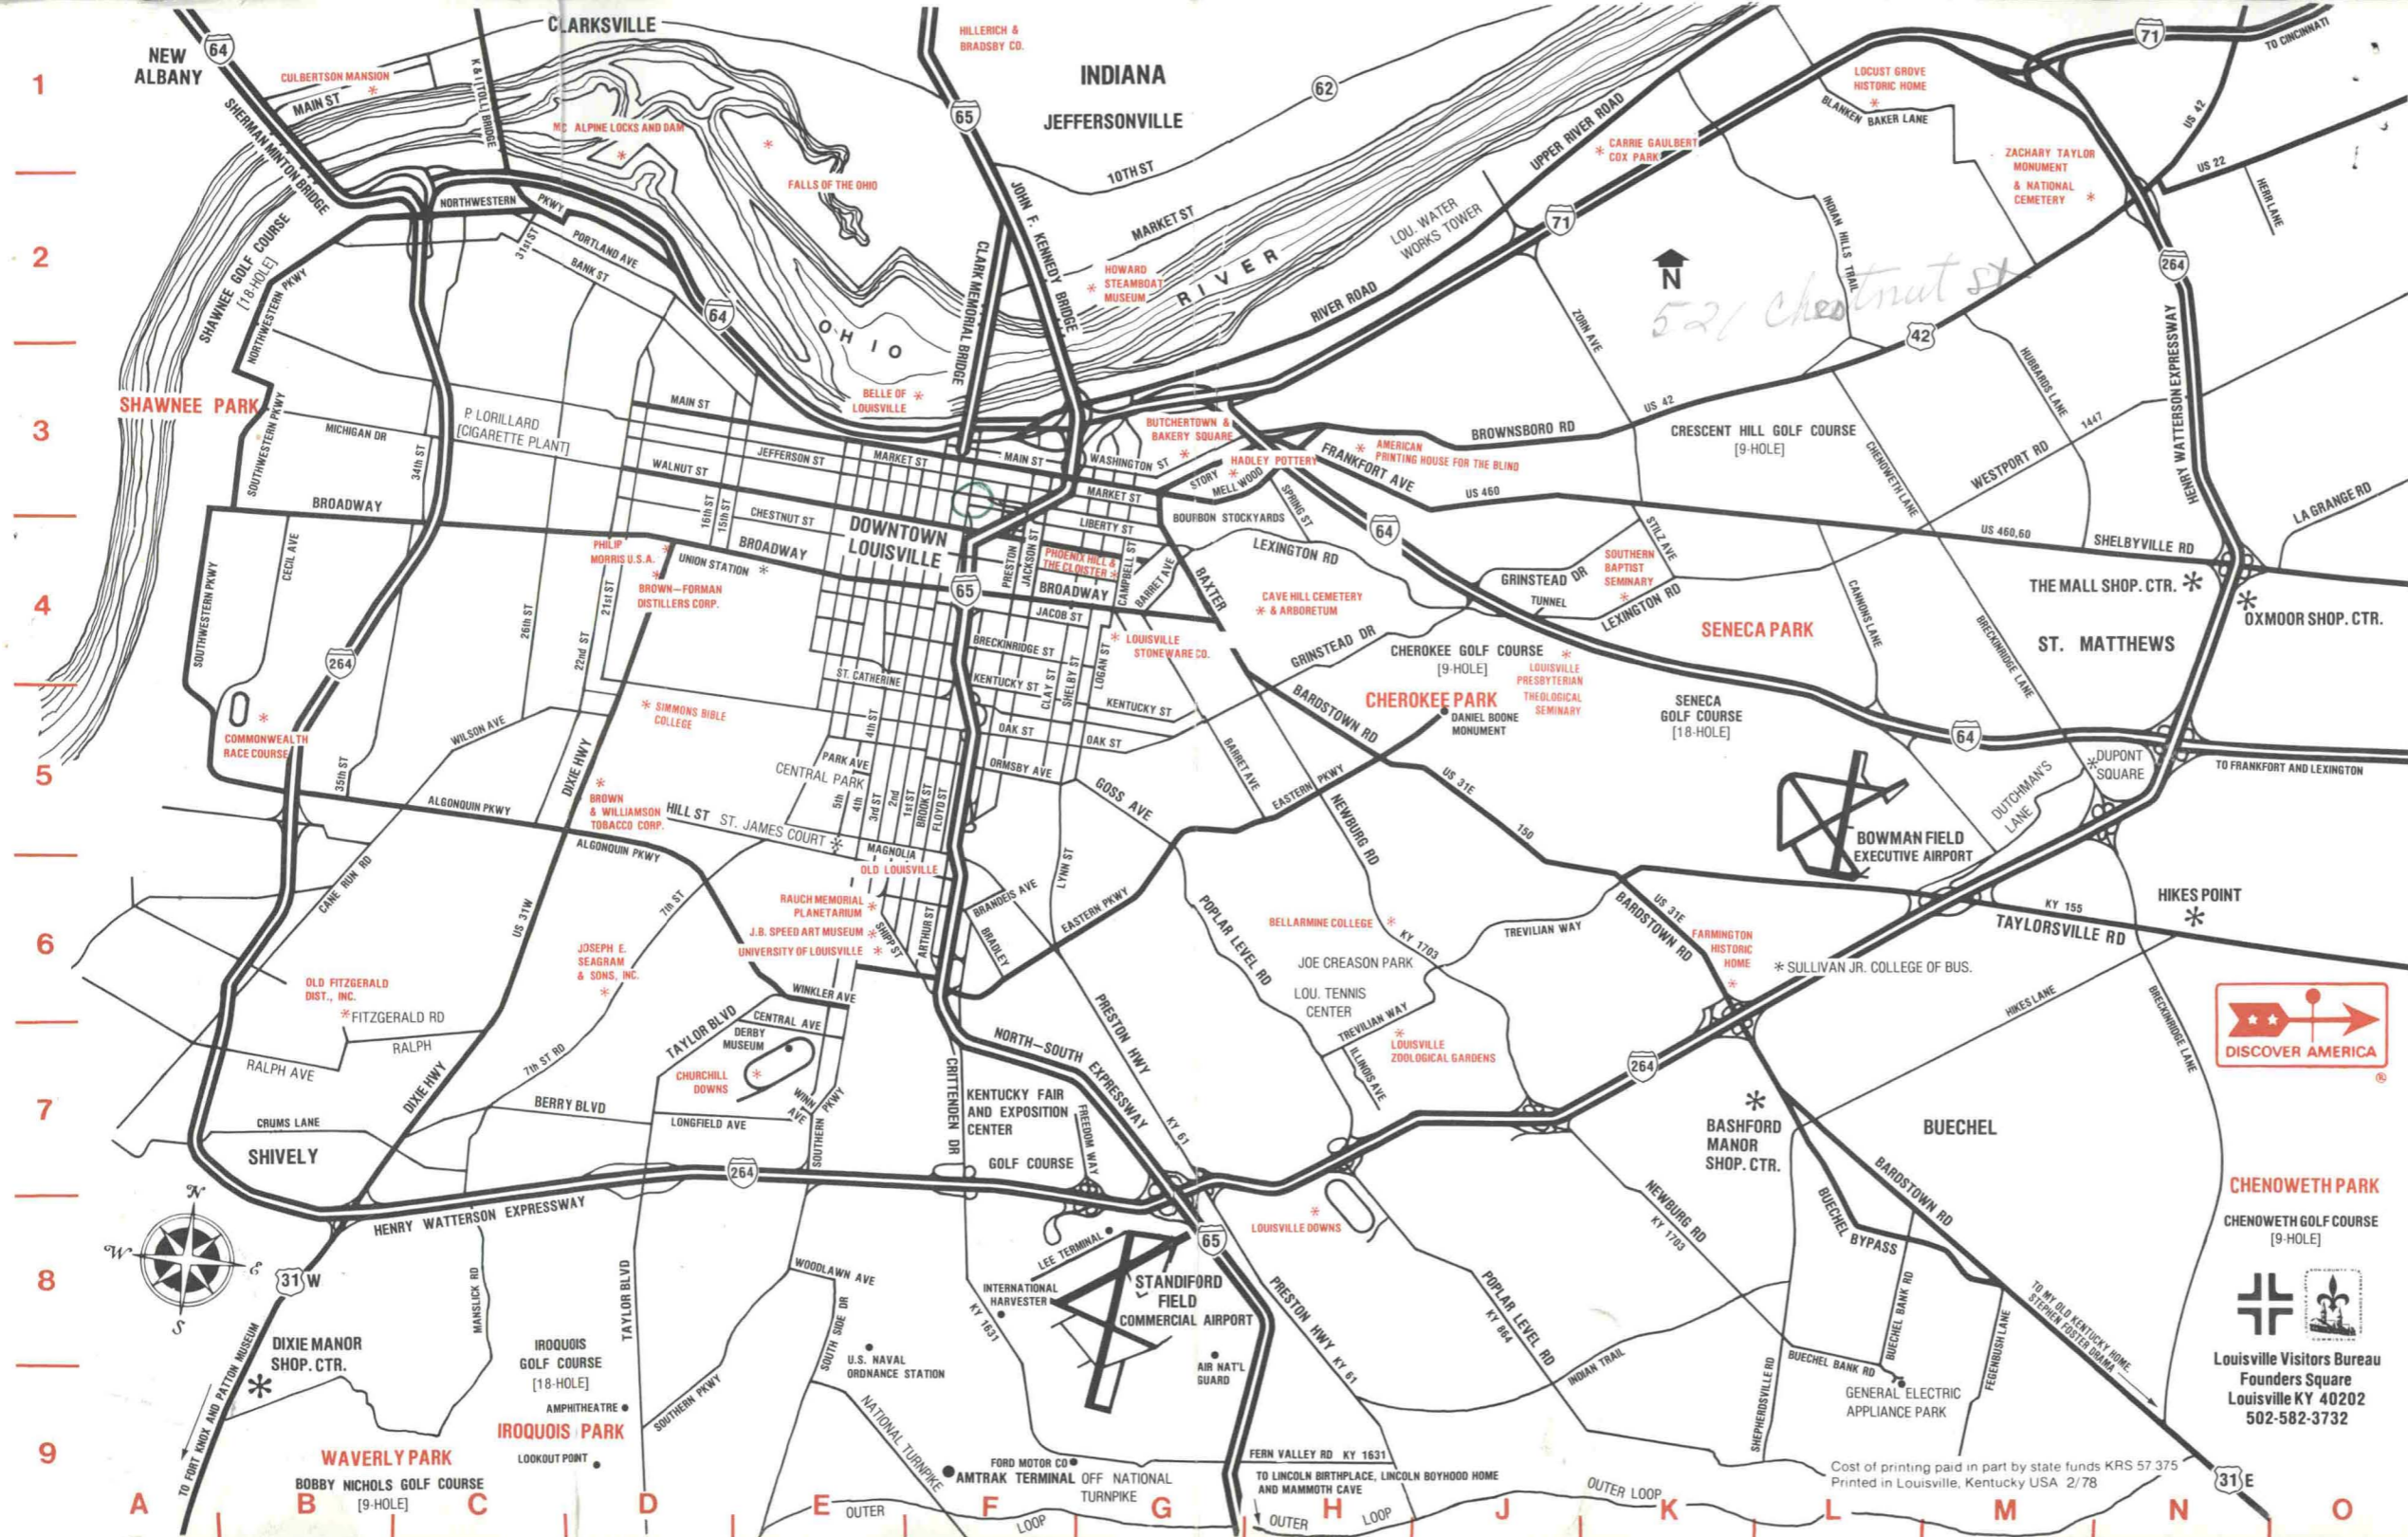 CLARKSVILLE
NEW
ALBANY
64
CULBERTSON MANSION
MAIN ST
K & I (TOLL) BRIDGE
SHERMAN MINTON BRIDGE
MC ALPINE LOCKS AND DAM
FALLS OF THE OHIO
HILLERICH &
BRADSBY CO.
65
INDIANA
JEFFERSONVILLE
62
10TH ST
MARKET ST
JOHN F. KENNEDY BRIDGE
CLARK MEMORIAL BRIDGE
HOWARD
STEAMBOAT
MUSEUM
OHIO
RIVER
UPPER RIVER ROAD
RIVER ROAD
LOU. WATER
WORKS TOWER
CARRIE GAULBERT
COX PARK
LOCUST GROVE
HISTORIC HOME
BLANKEN BAKER LANE
71
TO CINCINNATI
US 42
US 22
HERR LANE
ZACHARY TAYLOR
MONUMENT
& NATIONAL
CEMETERY
INDIAN HILLS TRAIL
71
264
N
521 Chestnut St
42
ZORN AVE
HUBBARDS LANE
HENRY WATTERSON EXPRESSWAY
1
2
3
4
5
6
7
8
9
SHAWNEE GOLF COURSE
[18-HOLE]
NORTHWESTERN PKWY
NORTHWESTERN PKWY
31st ST
PORTLAND AVE
BANK ST
64
SHAWNEE PARK
SOUTHWESTERN PKWY
MICHIGAN DR
34th ST
P. LORILLARD
[CIGARETTE PLANT]
MAIN ST
BELLE OF
LOUISVILLE
JEFFERSON ST
MARKET ST
MAIN ST
WASHINGTON ST
WALNUT ST
BUTCHERTOWN &
BAKERY SQUARE
HADLEY POTTERY
STORY
MELLWOOD
FRANKFORT AVE
AMERICAN
PRINTING HOUSE FOR THE BLIND
BROWNSBORO RD
US 42
CRESCENT HILL GOLF COURSE
[9-HOLE]
CHENOWETH LANE
WESTPORT RD
1447
LA GRANGE RD
BROADWAY
16th ST
15th ST
CHESTNUT ST
DOWNTOWN
LOUISVILLE
MARKET ST
LIBERTY ST
BOURBON STOCKYARDS
SPRING ST
US 460
64
STILZ AVE
US 460,60
SHELBYVILLE RD
CECIL AVE
SOUTHWESTERN PKWY
PHILIP
MORRIS U.S.A.
UNION STATION
BROADWAY
BROWN-FORMAN
DISTILLERS CORP.
26th ST
21st ST
22nd ST
65
PRESTON
JACKSON ST
PHOENIX HILL &
THE CLOISTER
CAMPBELL ST
BARRET AVE
BAXTER
BROADWAY
JACOB ST
LEXINGTON RD
CAVE HILL CEMETERY
& ARBORETUM
GRINSTEAD DR
TUNNEL
SOUTHERN
BAPTIST
SEMINARY
LEXINGTON RD
SENECA PARK
CANNONS LANE
BRECKINRIDGE LANE
THE MALL SHOP. CTR.
OXMOOR SHOP. CTR.
ST. MATTHEWS
264
BRECKINRIDGE ST
LOUISVILLE
STONEWARE CO.
ST. CATHERINE
KENTUCKY ST
CLAY ST
SHELBY ST
LOGAN ST
KENTUCKY ST
GRINSTEAD DR
CHEROKEE GOLF COURSE
[9-HOLE]
LOUISVILLE
PRESBYTERIAN
THEOLOGICAL
SEMINARY
CHEROKEE PARK
DANIEL BOONE
MONUMENT
SENECA
GOLF COURSE
[18-HOLE]
64
COMMONWEALTH
RACE COURSE
SIMMONS BIBLE
COLLEGE
WILSON AVE
4th ST
OAK ST
OAK ST
BARDSTOWN RD
DIXIE HWY
35th ST
PARK AVE
CENTRAL PARK
ORMSBY AVE
GOSS AVE
BARRET AVE
EASTERN PKWY
US 31E
DUPONT
SQUARE
DUTCHMAN'S
LANE
TO FRANKFORT AND LEXINGTON
ALGONQUIN PKWY
BROWN
& WILLIAMSON
TOBACCO CORP.
HILL ST
ST. JAMES COURT
5th
4th
3rd ST
2nd
1st ST
BROOK ST
FLOYD ST
NEWBURG RD
150
BOWMAN FIELD
EXECUTIVE AIRPORT
ALGONQUIN PKWY
MAGNOLIA
OLD LOUISVILLE
LYNN ST
CANE RUN RD
US 31W
7th ST
RAUCH MEMORIAL
PLANETARIUM
J.B. SPEED ART MUSEUM
UNIVERSITY OF LOUISVILLE
SHIPP ST
ARTHUR ST
BRANDEIS AVE
BRADLEY
EASTERN PKWY
POPLAR LEVEL RD
BELLARMINE COLLEGE
KY 1703
TREVILIAN WAY
BARDSTOWN RD
US 31E
FARMINGTON
HISTORIC
HOME
KY 155
TAYLORSVILLE RD
HIKES POINT
SULLIVAN JR. COLLEGE OF BUS.
JOSEPH E.
SEAGRAM
& SONS, INC.
OLD FITZGERALD
DIST., INC.
FITZGERALD RD
WINKLER AVE
JOE CREASON PARK
LOU. TENNIS
CENTER
TREVILIAN WAY
HIKES LANE
BRECKINRIDGE LANE
DISCOVER AMERICA
®
RALPH
RALPH AVE
7th ST RD
TAYLOR BLVD
CENTRAL AVE
DERBY
MUSEUM
CHURCHILL
DOWNS
NORTH-SOUTH EXPRESSWAY
PRESTON HWY
LOUISVILLE
ZOOLOGICAL GARDENS
ILLINOIS AVE
264
DIXIE HWY
BERRY BLVD
LONGFIELD AVE
WINN AVE
SOUTHERN PKWY
CRITTENDEN DR
KENTUCKY FAIR
AND EXPOSITION
CENTER
FREEDOM WAY
KY 61
CRUMS LANE
SHIVELY
264
GOLF COURSE
BASHFORD
MANOR
SHOP. CTR.
BUECHEL
BARDSTOWN RD
CHENOWETH PARK
CHENOWETH GOLF COURSE
[9-HOLE]
HENRY WATTERSON EXPRESSWAY
N
W
E
S
31 W
LEE TERMINAL
65
LOUISVILLE DOWNS
NEWBURG RD
KY 1703
BUECHEL BYPASS
MANSLICK RD
TAYLOR BLVD
WOODLAWN AVE
INTERNATIONAL
HARVESTER
STANDIFORD
FIELD
COMMERCIAL AIRPORT
KY 1631
PRESTON HWY KY 61
POPLAR LEVEL RD
KY 864
BUECHEL BANK RD
TO MY OLD KENTUCKY HOME
STEPHEN FOSTER DRAMA
DIXIE MANOR
SHOP. CTR.
IROQUOIS
GOLF COURSE
[18-HOLE]
SOUTH SIDE DR
U.S. NAVAL
ORDNANCE STATION
AIR NAT'L
GUARD
INDIAN TRAIL
SHEPHERDSVILLE RD
BUECHEL BANK RD
FEGENBUSH LANE
GENERAL ELECTRIC
APPLIANCE PARK
Louisville Visitors Bureau
Founders Square
Louisville KY 40202
502-582-3732
TO FORT KNOX AND PATTON MUSEUM
AMPHITHEATRE
IROQUOIS PARK
LOOKOUT POINT
SOUTHERN PKWY
NATIONAL TURNPIKE
WAVERLY PARK
BOBBY NICHOLS GOLF COURSE
[9-HOLE]
FORD MOTOR CO
AMTRAK TERMINAL OFF NATIONAL
TURNPIKE
FERN VALLEY RD KY 1631
TO LINCOLN BIRTHPLACE, LINCOLN BOYHOOD HOME
AND MAMMOTH CAVE
OUTER LOOP
OUTER LOOP
OUTER LOOP
Cost of printing paid in part by state funds KRS 57.375
Printed in Louisville, Kentucky USA 2/78
31 E
A B C D E F G H J K L M N O